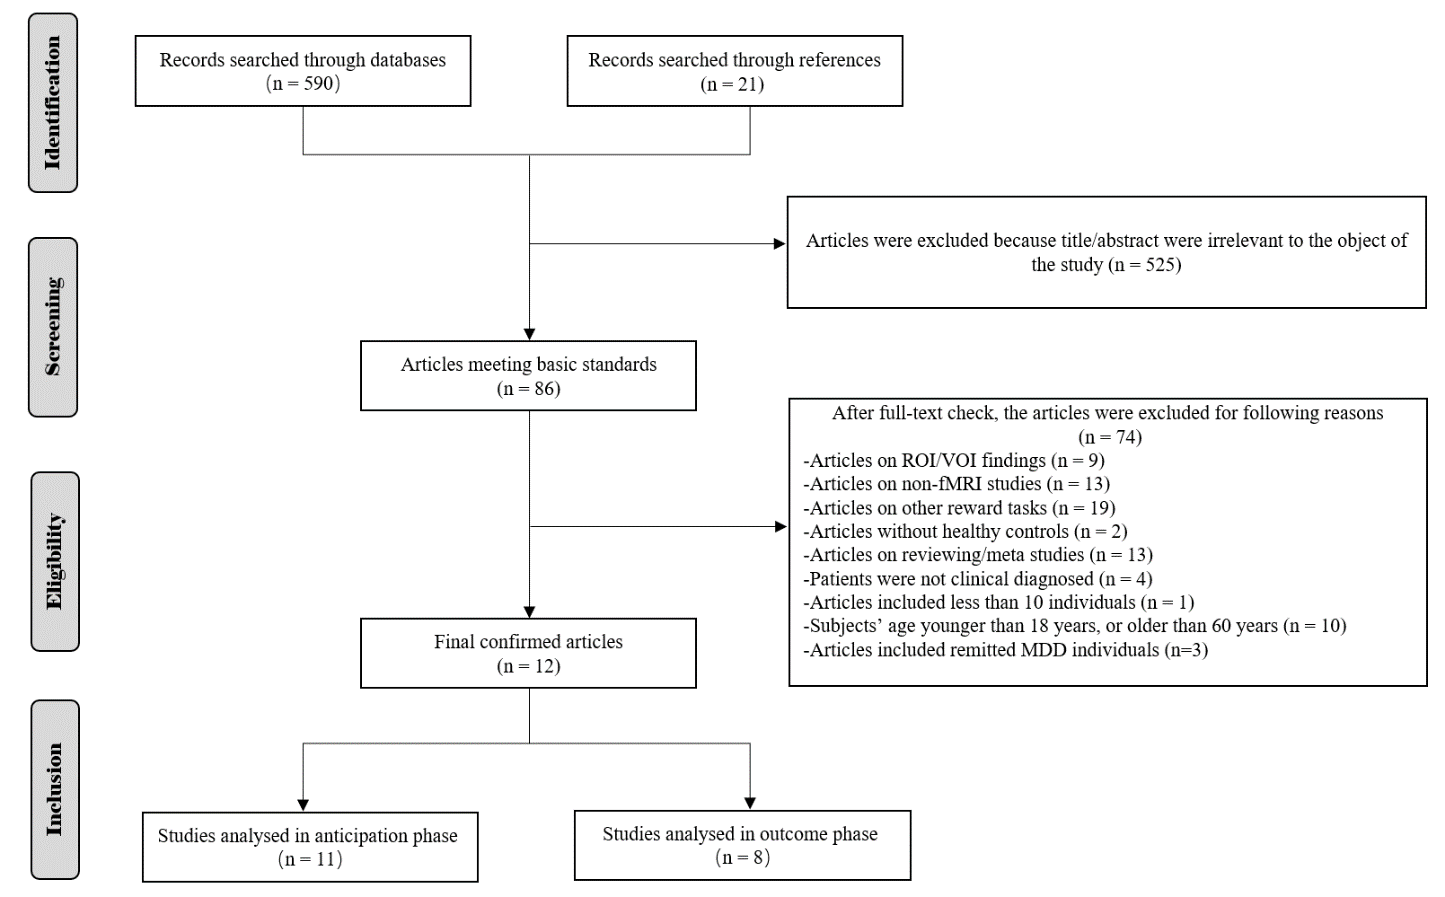 Identification
Records searched through databases
(n = 590)
Records searched through references
(n = 21)
Articles were excluded because title/abstract were irrelevant to the object of
the study (n = 525)
Screening
Articles meeting basic standards
(n = 86)
After full-text check, the articles were excluded for following reasons
(n = 74)
-Articles on ROI/VOI findings (n = 9)
-Articles on non-fMRI studies (n = 13)
-Articles on other reward tasks (n = 19)
-Articles without healthy controls (n = 2)
-Articles on reviewing/meta studies (n = 13)
-Patients were not clinical diagnosed (n = 4)
-Articles included less than 10 individuals (n = 1)
-Subjects’ age younger than 18 years, or older than 60 years (n = 10)
-Articles included remitted MDD individuals (n=3)
Eligibility
Final confirmed articles
(n = 12)
Inclusion
Studies analysed in anticipation phase
(n = 11)
Studies analysed in outcome phase
(n = 8)